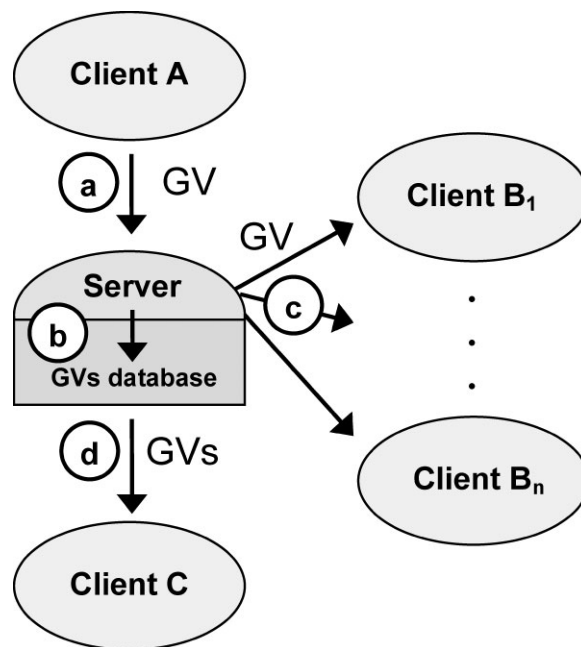 Client A
a
GV
Client B1
GV
Server
c
b
GVs database
d
GVs
Client Bn
Client C